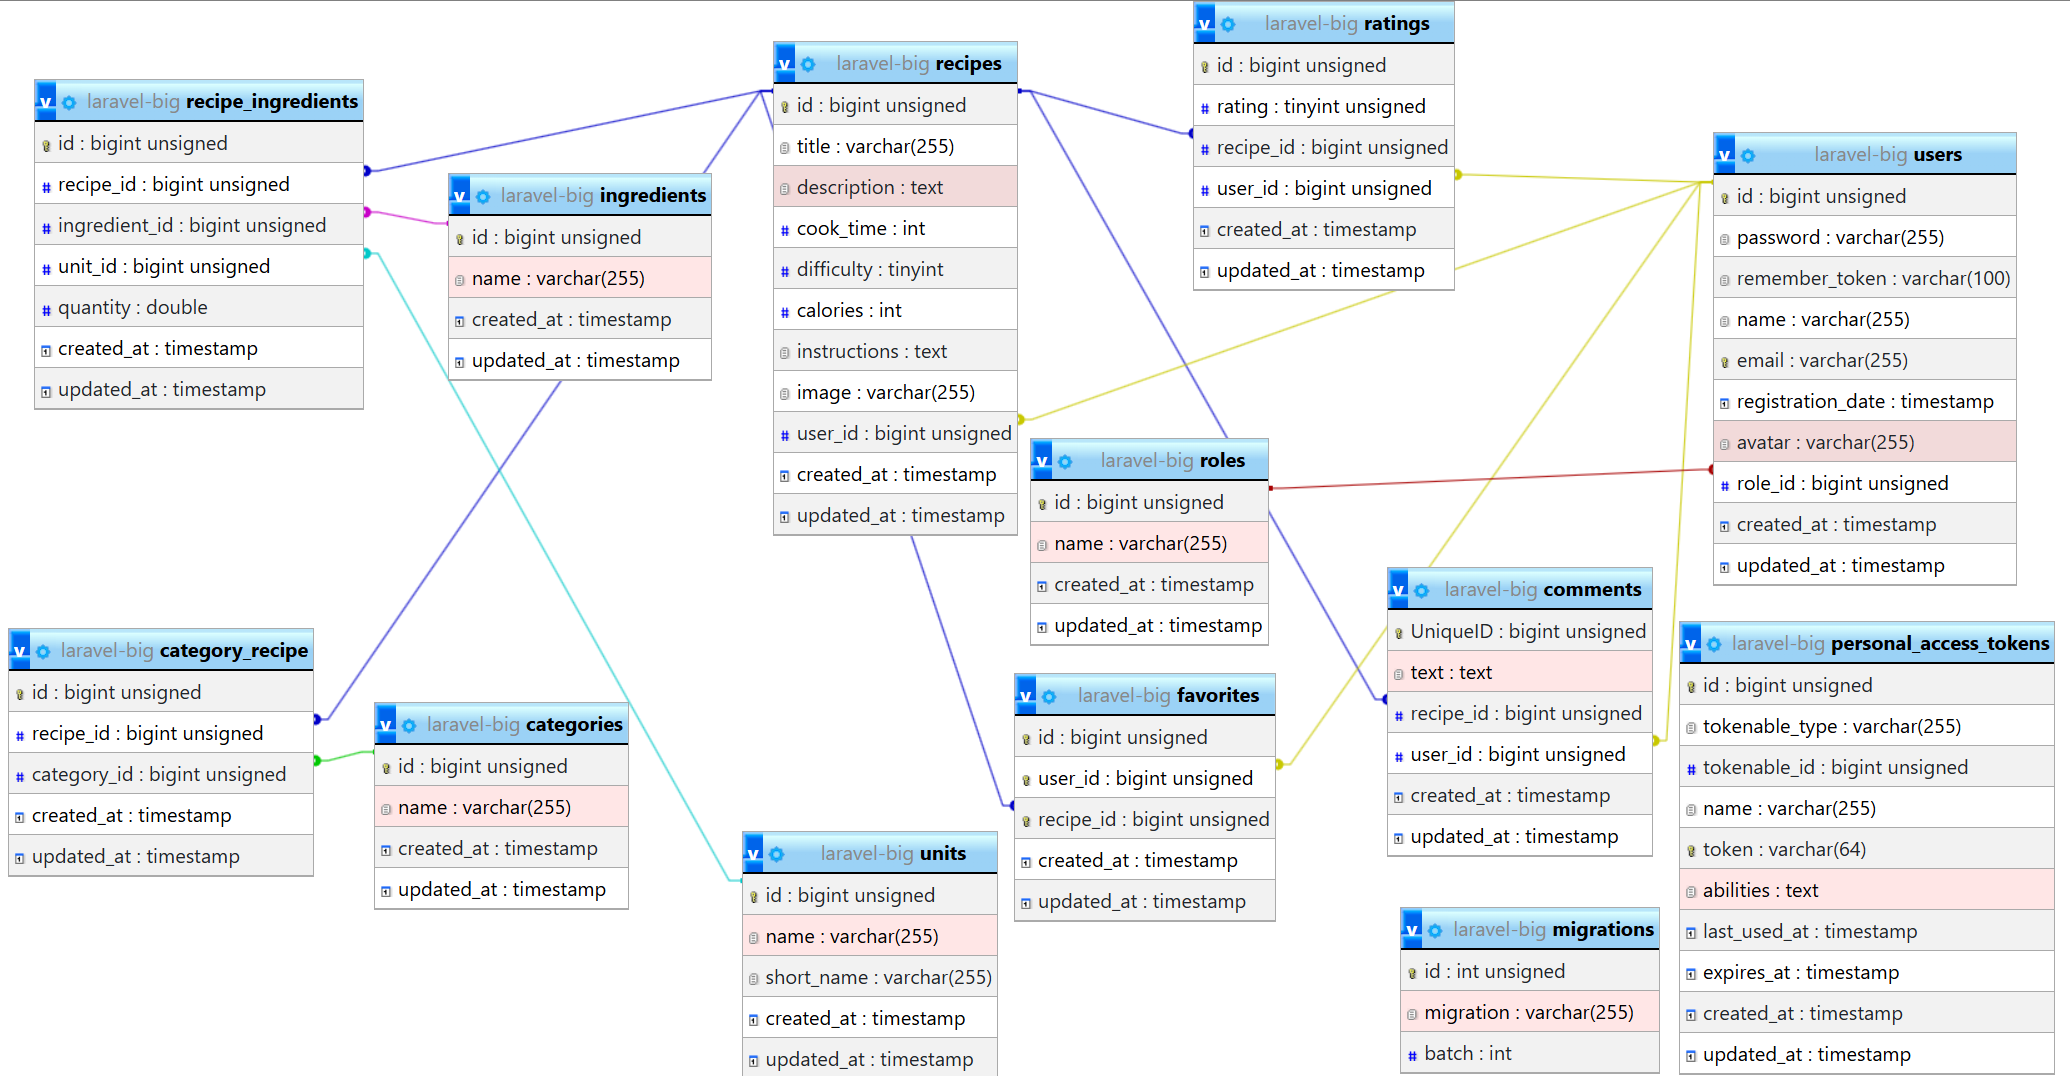 laravel-big recipe_ingredients
id : bigint unsigned
recipe_id : bigint unsigned
ingredient_id : bigint unsigned
unit_id : bigint unsigned
quantity : double
created_at : timestamp
updated_at : timestamp
laravel-big ingredients
id : bigint unsigned
name : varchar(255)
created_at : timestamp
updated_at : timestamp
laravel-big recipes
id : bigint unsigned
title : varchar(255)
description : text
cook_time : int
difficulty : tinyint
calories : int
instructions : text
image : varchar(255)
user_id : bigint unsigned
created_at : timestamp
updated_at : timestamp
laravel-big ratings
id : bigint unsigned
rating : tinyint unsigned
recipe_id : bigint unsigned
user_id : bigint unsigned
created_at : timestamp
updated_at : timestamp
laravel-big users
id : bigint unsigned
password : varchar(255)
remember_token : varchar(100)
name : varchar(255)
email : varchar(255)
registration_date : timestamp
avatar : varchar(255)
role_id : bigint unsigned
created_at : timestamp
updated_at : timestamp
laravel-big roles
id : bigint unsigned
name : varchar(255)
created_at : timestamp
updated_at : timestamp
laravel-big category_recipe
id : bigint unsigned
recipe_id : bigint unsigned
category_id : bigint unsigned
created_at : timestamp
updated_at : timestamp
laravel-big categories
id : bigint unsigned
name : varchar(255)
created_at : timestamp
updated_at : timestamp
laravel-big units
id : bigint unsigned
name : varchar(255)
short_name : varchar(255)
created_at : timestamp
updated_at : timestamp
laravel-big favorites
id : bigint unsigned
user_id : bigint unsigned
recipe_id : bigint unsigned
created_at : timestamp
updated_at : timestamp
laravel-big comments
UniqueID : bigint unsigned
text : text
recipe_id : bigint unsigned
user_id : bigint unsigned
created_at : timestamp
updated_at : timestamp
laravel-big migrations
id : int unsigned
migration : varchar(255)
batch : int
laravel-big personal_access_tokens
id : bigint unsigned
tokenable_type : varchar(255)
tokenable_id : bigint unsigned
name : varchar(255)
token : varchar(64)
abilities : text
last_used_at : timestamp
expires_at : timestamp
created_at : timestamp
updated_at : timestamp